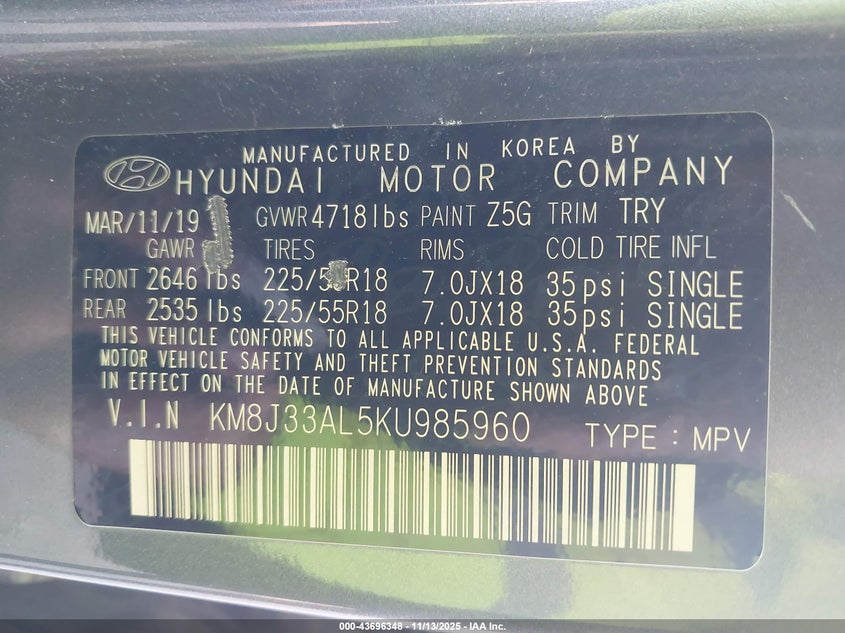 MANUFACTURED IN KOREA BY
HYUNDAI MOTOR COMPANY
MAR/11/19 GVWR 4718lbs PAINT Z5G TRIM TRY
GAWR TIRES RIMS COLD TIRE INFL
FRONT 2646 lbs 7.0JX18 35psi SINGLE
REAR 2535 lbs 225/55R18 7.0JX18 35psi SINGLE
THIS VEHICLE CONFORMS TO ALL APPLICABLE U.S.A. FEDERAL
MOTOR VEHICLE SAFETY AND THEFT PREVENTION STANDARDS
IN EFFECT ON THE DATE OF MANUFACTURE SHOWN ABOVE
V.I.N KM8J33AL5KU985960 TYPE : MPV
000-43696348 - 11/13/2025 - IAA Inc.